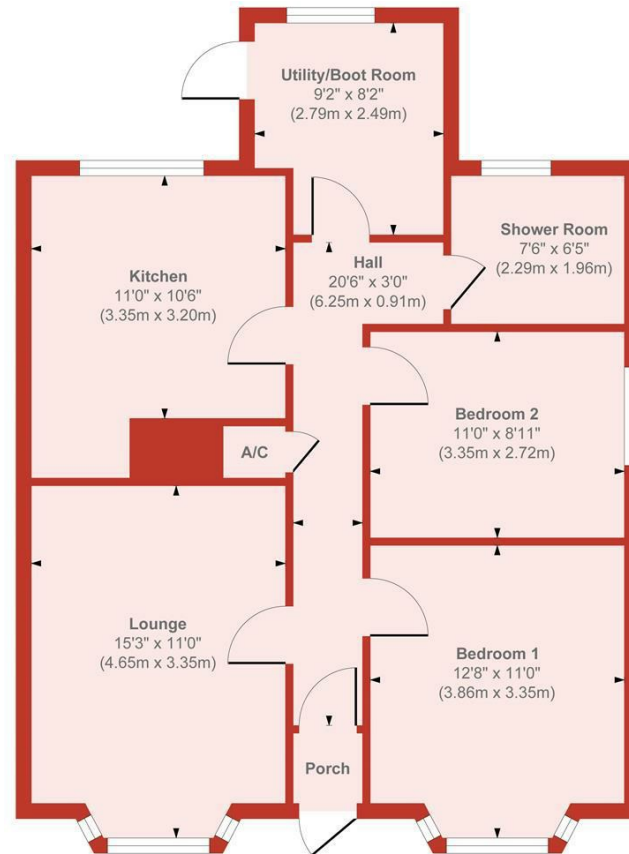 Utility/Boot Room
9'2" x 8'2"
(2.79m x 2.49m)
Shower Room
7'6" x 6'5"
(2.29m x 1.96m)
Kitchen
11'0" x 10'6"
(3.35m x 3.20m)
Hall
20'6" x 3'0"
(6.25m x 0.91m)
Bedroom 2
11'0" x 8'11"
(3.35m x 2.72m)
A/C
Lounge
15'3" x 11'0"
(4.65m x 3.35m)
Bedroom 1
12'8" x 11'0"
(3.86m x 3.35m)
Porch